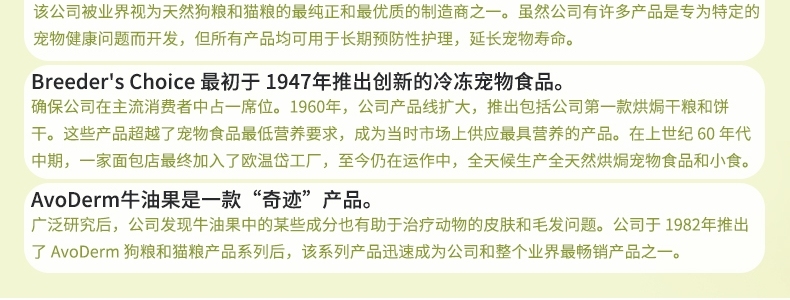 该公司被业界视为天然狗粮和猫粮的最纯正和最优质的制造商之一。虽然公司有许多产品是专为特定的
宠物健康问题而开发，但所有产品均可用于长期预防性护理，延长宠物寿命。
Breeder's Choice 最初于 1947年推出创新的冷冻宠物食品。
确保公司在主流消费者中占一席位。1960年，公司产品线扩大，推出包括公司第一款烘焗干粮和饼
干。这些产品超越了宠物食品最低营养要求，成为当时市场上供应最具营养的产品。在上世纪 60 年代
中期，一家面包店最终加入了欧温岱工厂，至今仍在运作中，全天候生产全天然烘焗宠物食品和小食。
AvoDerm牛油果是一款“奇迹”产品。
广泛研究后，公司发现牛油果中的某些成分也有助于治疗动物的皮肤和毛发问题。公司于 1982年推出
了 AvoDerm 狗粮和猫粮产品系列后，该系列产品迅速成为公司和整个业界最畅销产品之一。